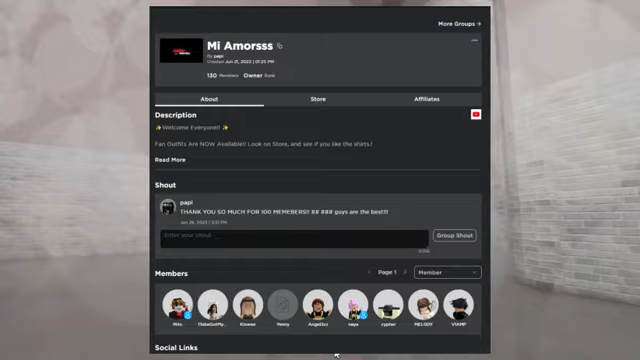 More Groups →
Mi Amorsss
By papi
Created Jun 21, 2023 | 01:25 PM
130 Members Owner Rank
About
Store
Affiliates
Description
✨Welcome Everyone!! ✨
Fan Outfits Are NOW Available!! Look on Store, and see if you like the shirts.!
Read More
Shout
papi
THANK YOU SO MUCH FOR 100 MEMEBERS!! ## ### guys are the best!!!
Enter your shout
Group Shout
Members
Page 1
Member
naya
cypher
MELODY
Social Links